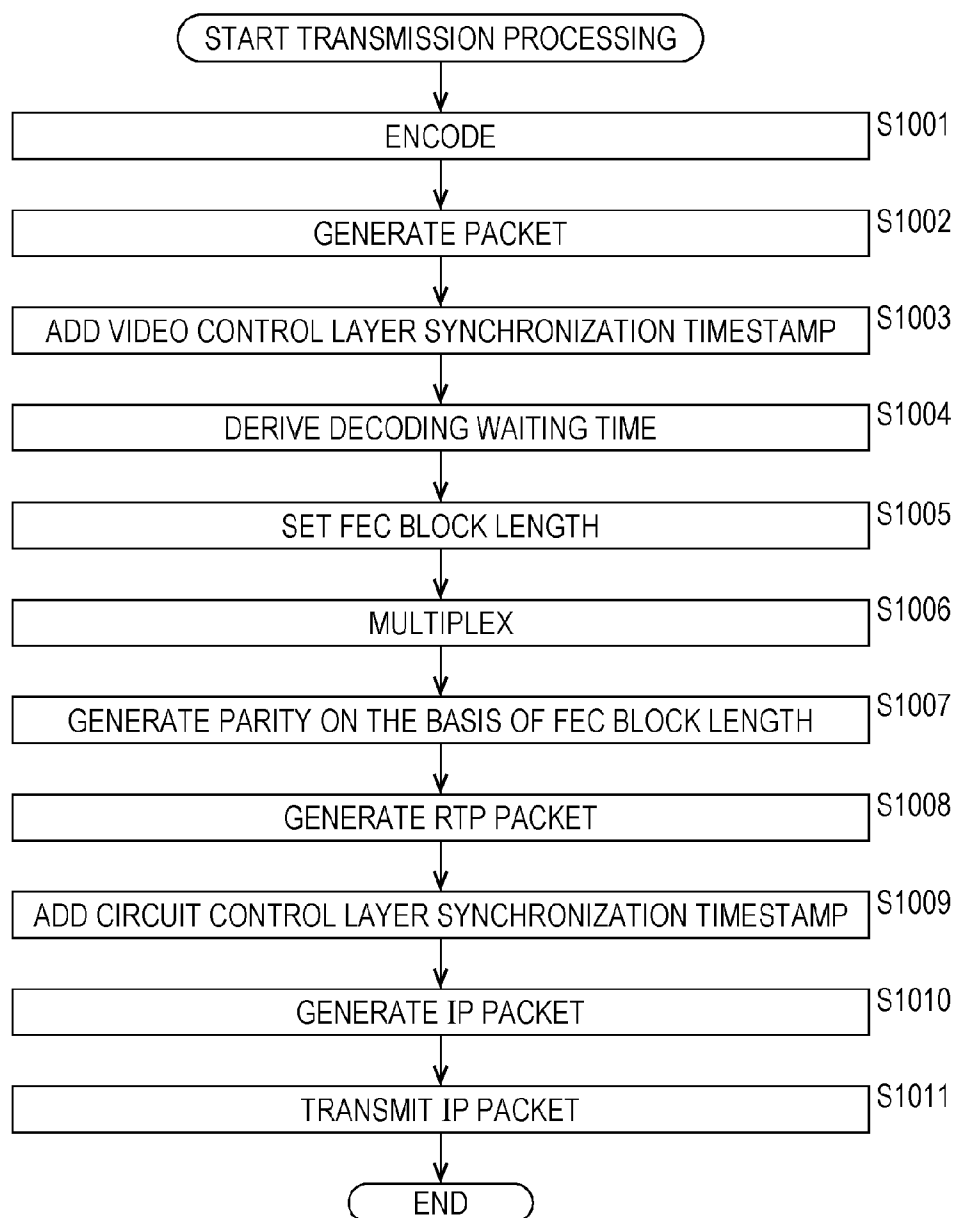 START TRANSMISSION PROCESSING
ENCODE
S1001
GENERATE PACKET
S1002
ADD VIDEO CONTROL LAYER SYNCHRONIZATION TIMESTAMP
S1003
DERIVE DECODING WAITING TIME
S1004
SET FEC BLOCK LENGTH
S1005
MULTIPLEX
S1006
GENERATE PARITY ON THE BASIS OF FEC BLOCK LENGTH
S1007
GENERATE RTP PACKET
S1008
ADD CIRCUIT CONTROL LAYER SYNCHRONIZATION TIMESTAMP
S1009
GENERATE IP PACKET
S1010
TRANSMIT IP PACKET
S1011
END